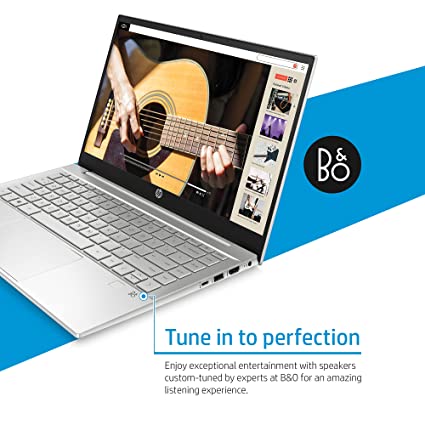 hp
B&O
Tune in to perfection
Enjoy exceptional entertainment with speakers
custom-tuned by experts at B&O for an amazing
listening experience.